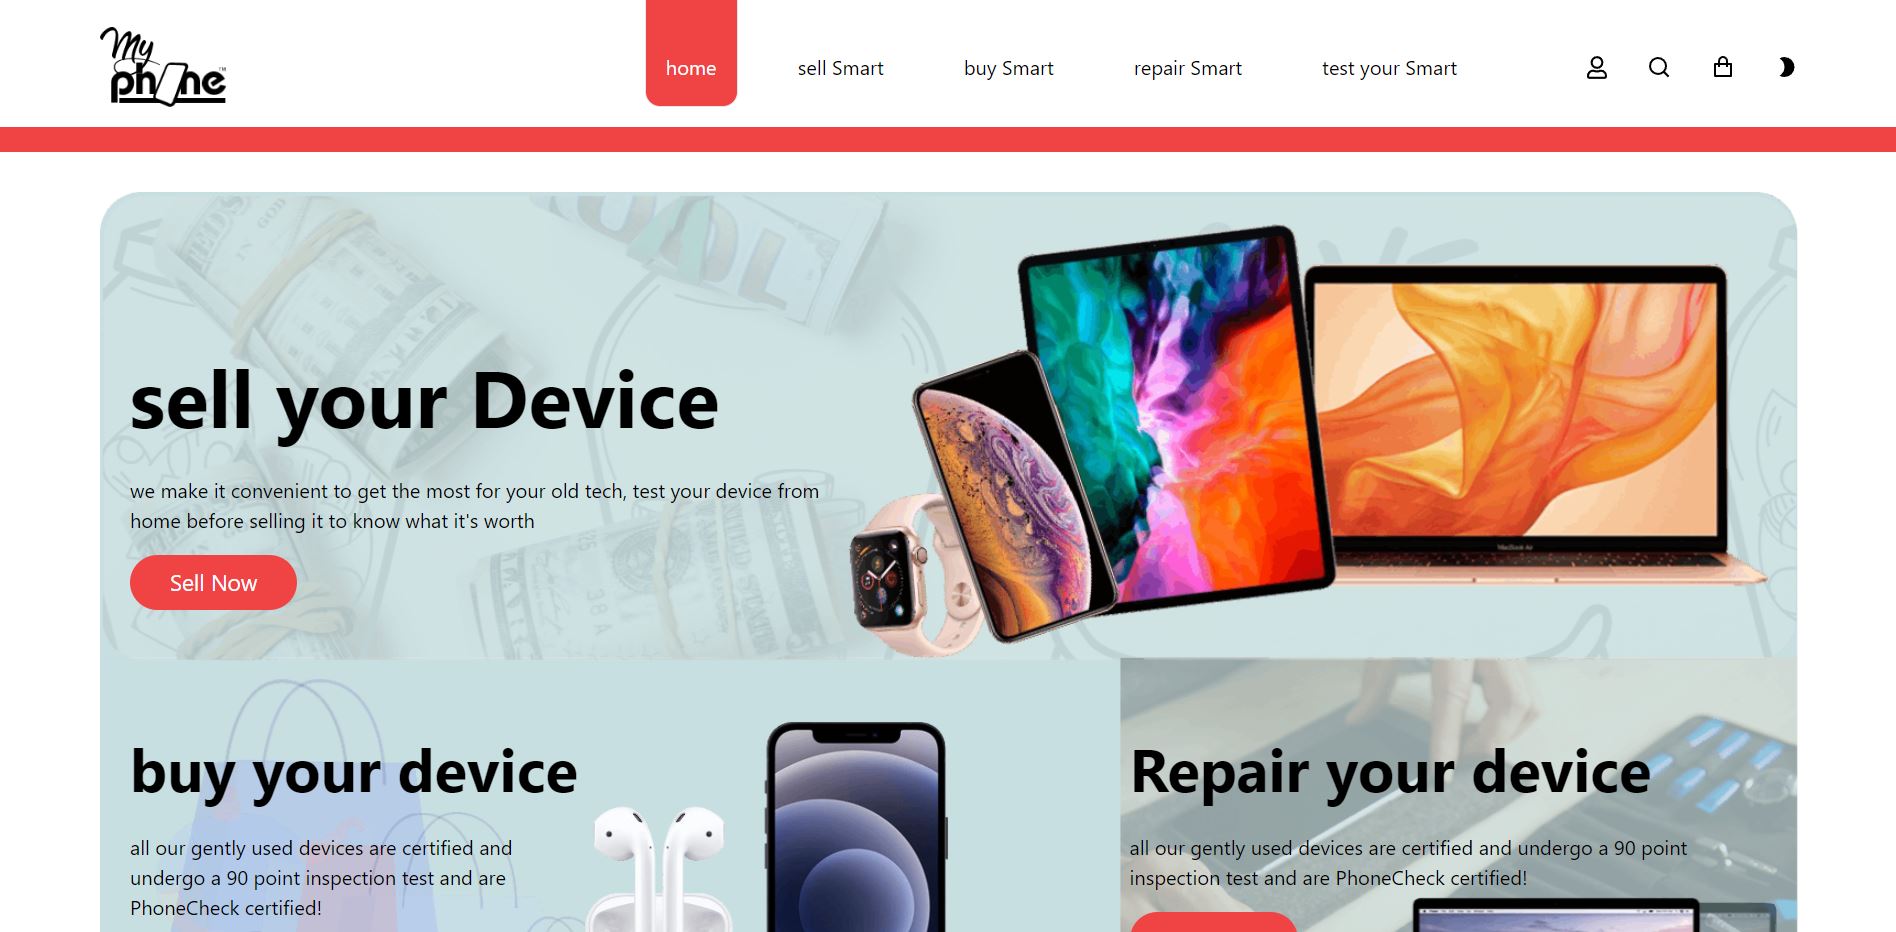 My
phone
TM
home
sell Smart
buy Smart
repair Smart
test your Smart
sell your Device
we make it convenient to get the most for your old tech, test your device from
home before selling it to know what it's worth
Sell Now
MacBook Air
buy your device
all our gently used devices are certified and
undergo a 90 point inspection test and are
PhoneCheck certified!
Repair your device
all our gently used devices are certified and undergo a 90 point
inspection test and are PhoneCheck certified!